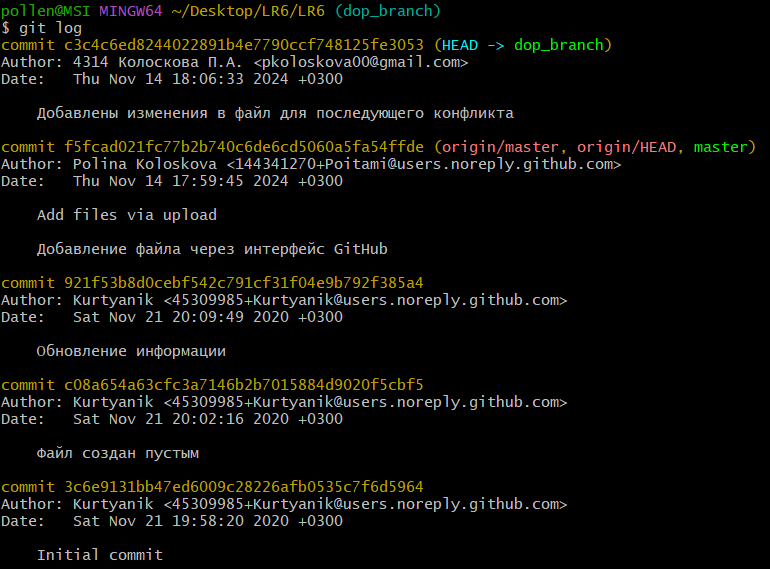 pollen@MSI MINGW64 ~/Desktop/LR6/LR6 (dop_branch)
$ git log
commit c3c4c6ed8244022891b4e7790ccf748125fe3053 (HEAD -> dop_branch)
Author: 4314 Колоскова П.А. <pkoloskova00@gmail.com>
Date:   Thu Nov 14 18:06:33 2024 +0300
Добавлены изменения в файл для последующего конфликта
commit f5fcad021fc77b2b740c6de6cd5060a5fa54ffde (origin/master, origin/HEAD, master)
Author: Polina Koloskova <144341270+Poitami@users.noreply.github.com>
Date:   Thu Nov 14 17:59:45 2024 +0300
Add files via upload
Добавление файла через интерфейс GitHub
commit 921f53b8d0cebf542c791cf31f04e9b792f385a4
Author: Kurtyanik <45309985+Kurtyanik@users.noreply.github.com>
Date:   Sat Nov 21 20:09:49 2020 +0300
Обновление информации
commit c08a654a63cfc3a7146b2b7015884d9020f5cbf5
Author: Kurtyanik <45309985+Kurtyanik@users.noreply.github.com>
Date:   Sat Nov 21 20:02:16 2020 +0300
Файл создан пустым
commit 3c6e9131bb47ed6009c28226afb0535c7f6d5964
Author: Kurtyanik <45309985+Kurtyanik@users.noreply.github.com>
Date:   Sat Nov 21 19:58:20 2020 +0300
Initial commit